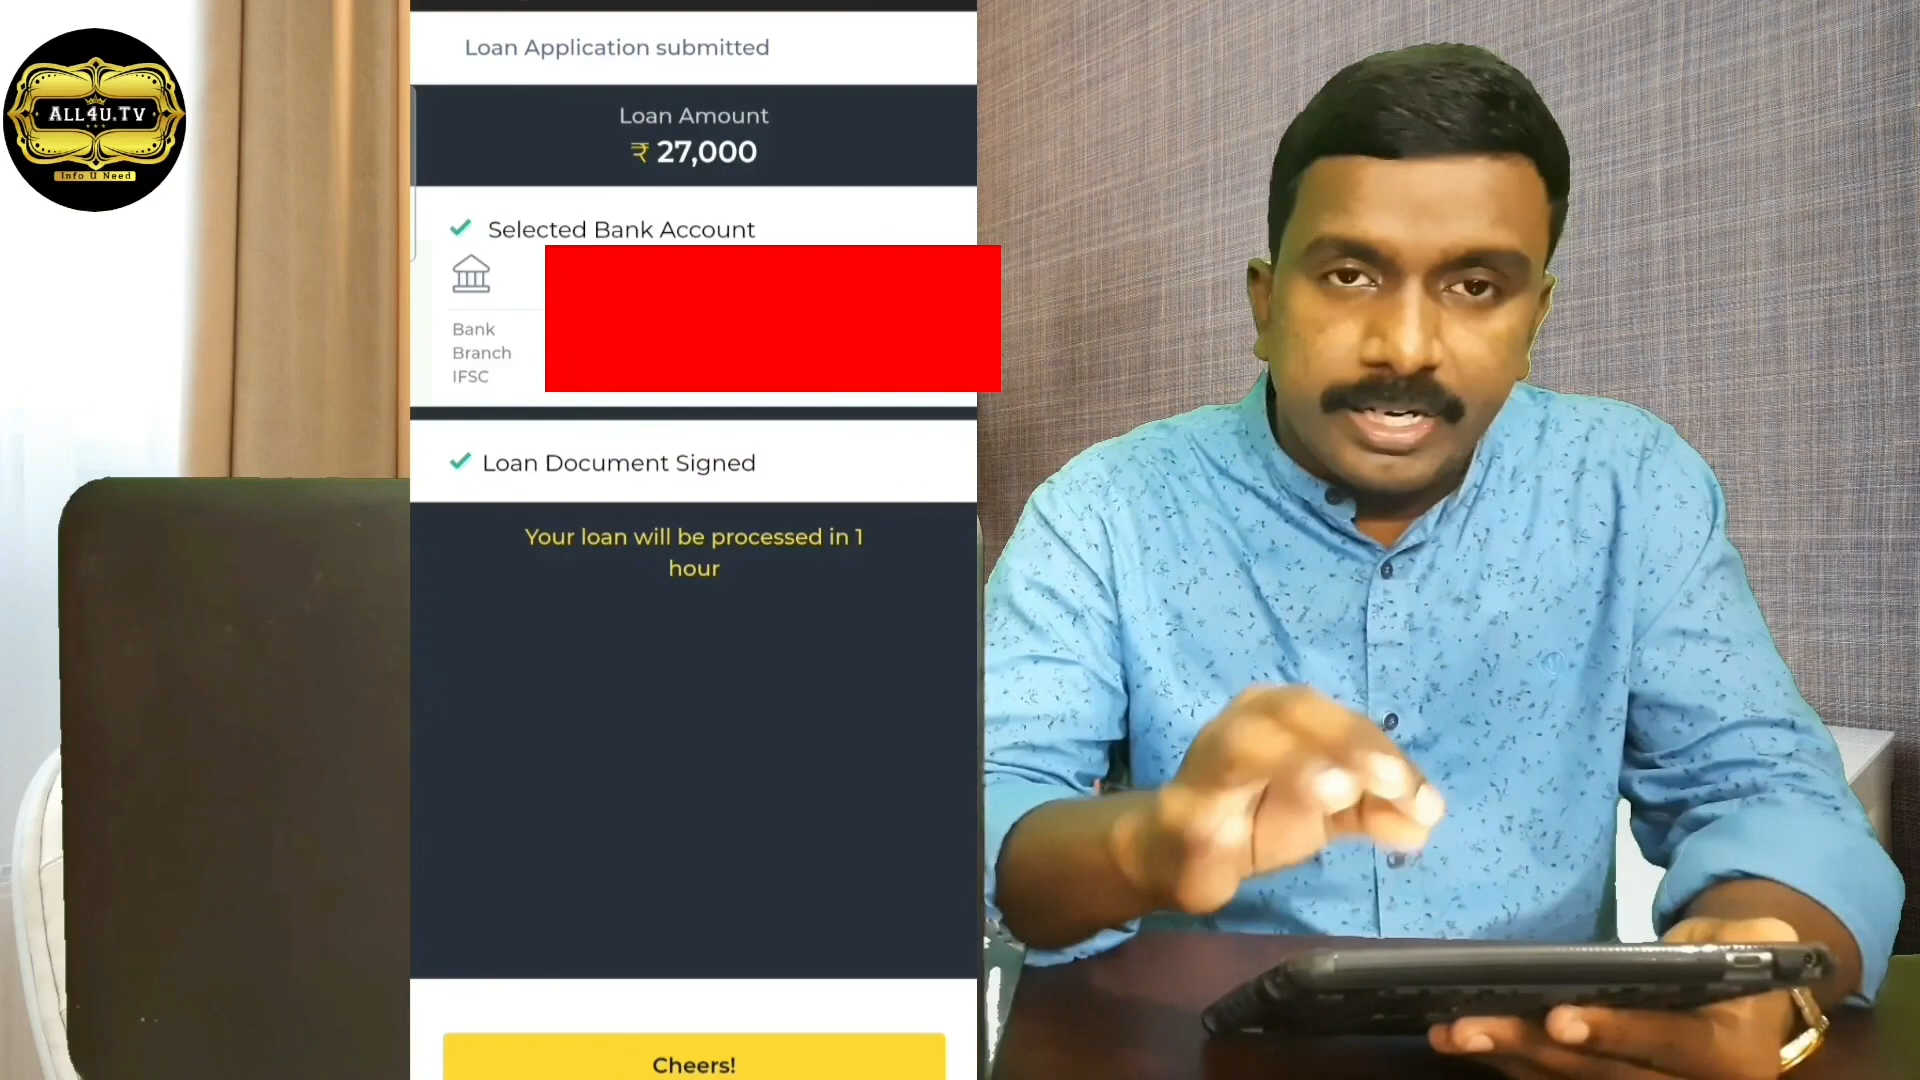 ALL4U.TV
Info U Need
Loan Application submitted
Loan Amount
₹ 27,000
Selected Bank Account
Bank
Branch
IFSC
Loan Document Signed
Your loan will be processed in 1
hour
Cheers!